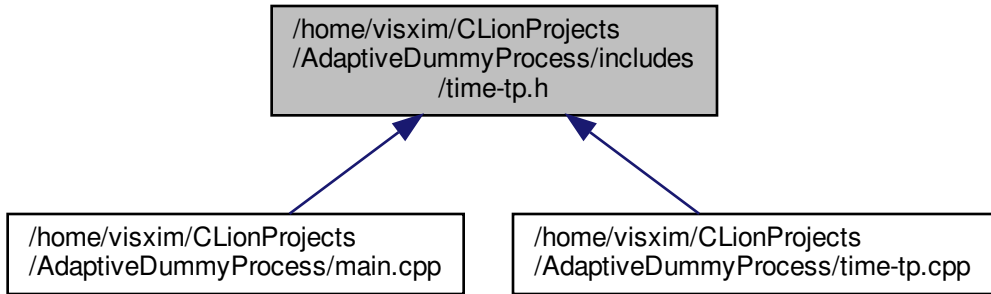 /home/visxim/CLionProjects
/AdaptiveDummyProcess/includes
/time-tp.h
/home/visxim/CLionProjects
/AdaptiveDummyProcess/main.cpp
/home/visxim/CLionProjects
/AdaptiveDummyProcess/time-tp.cpp